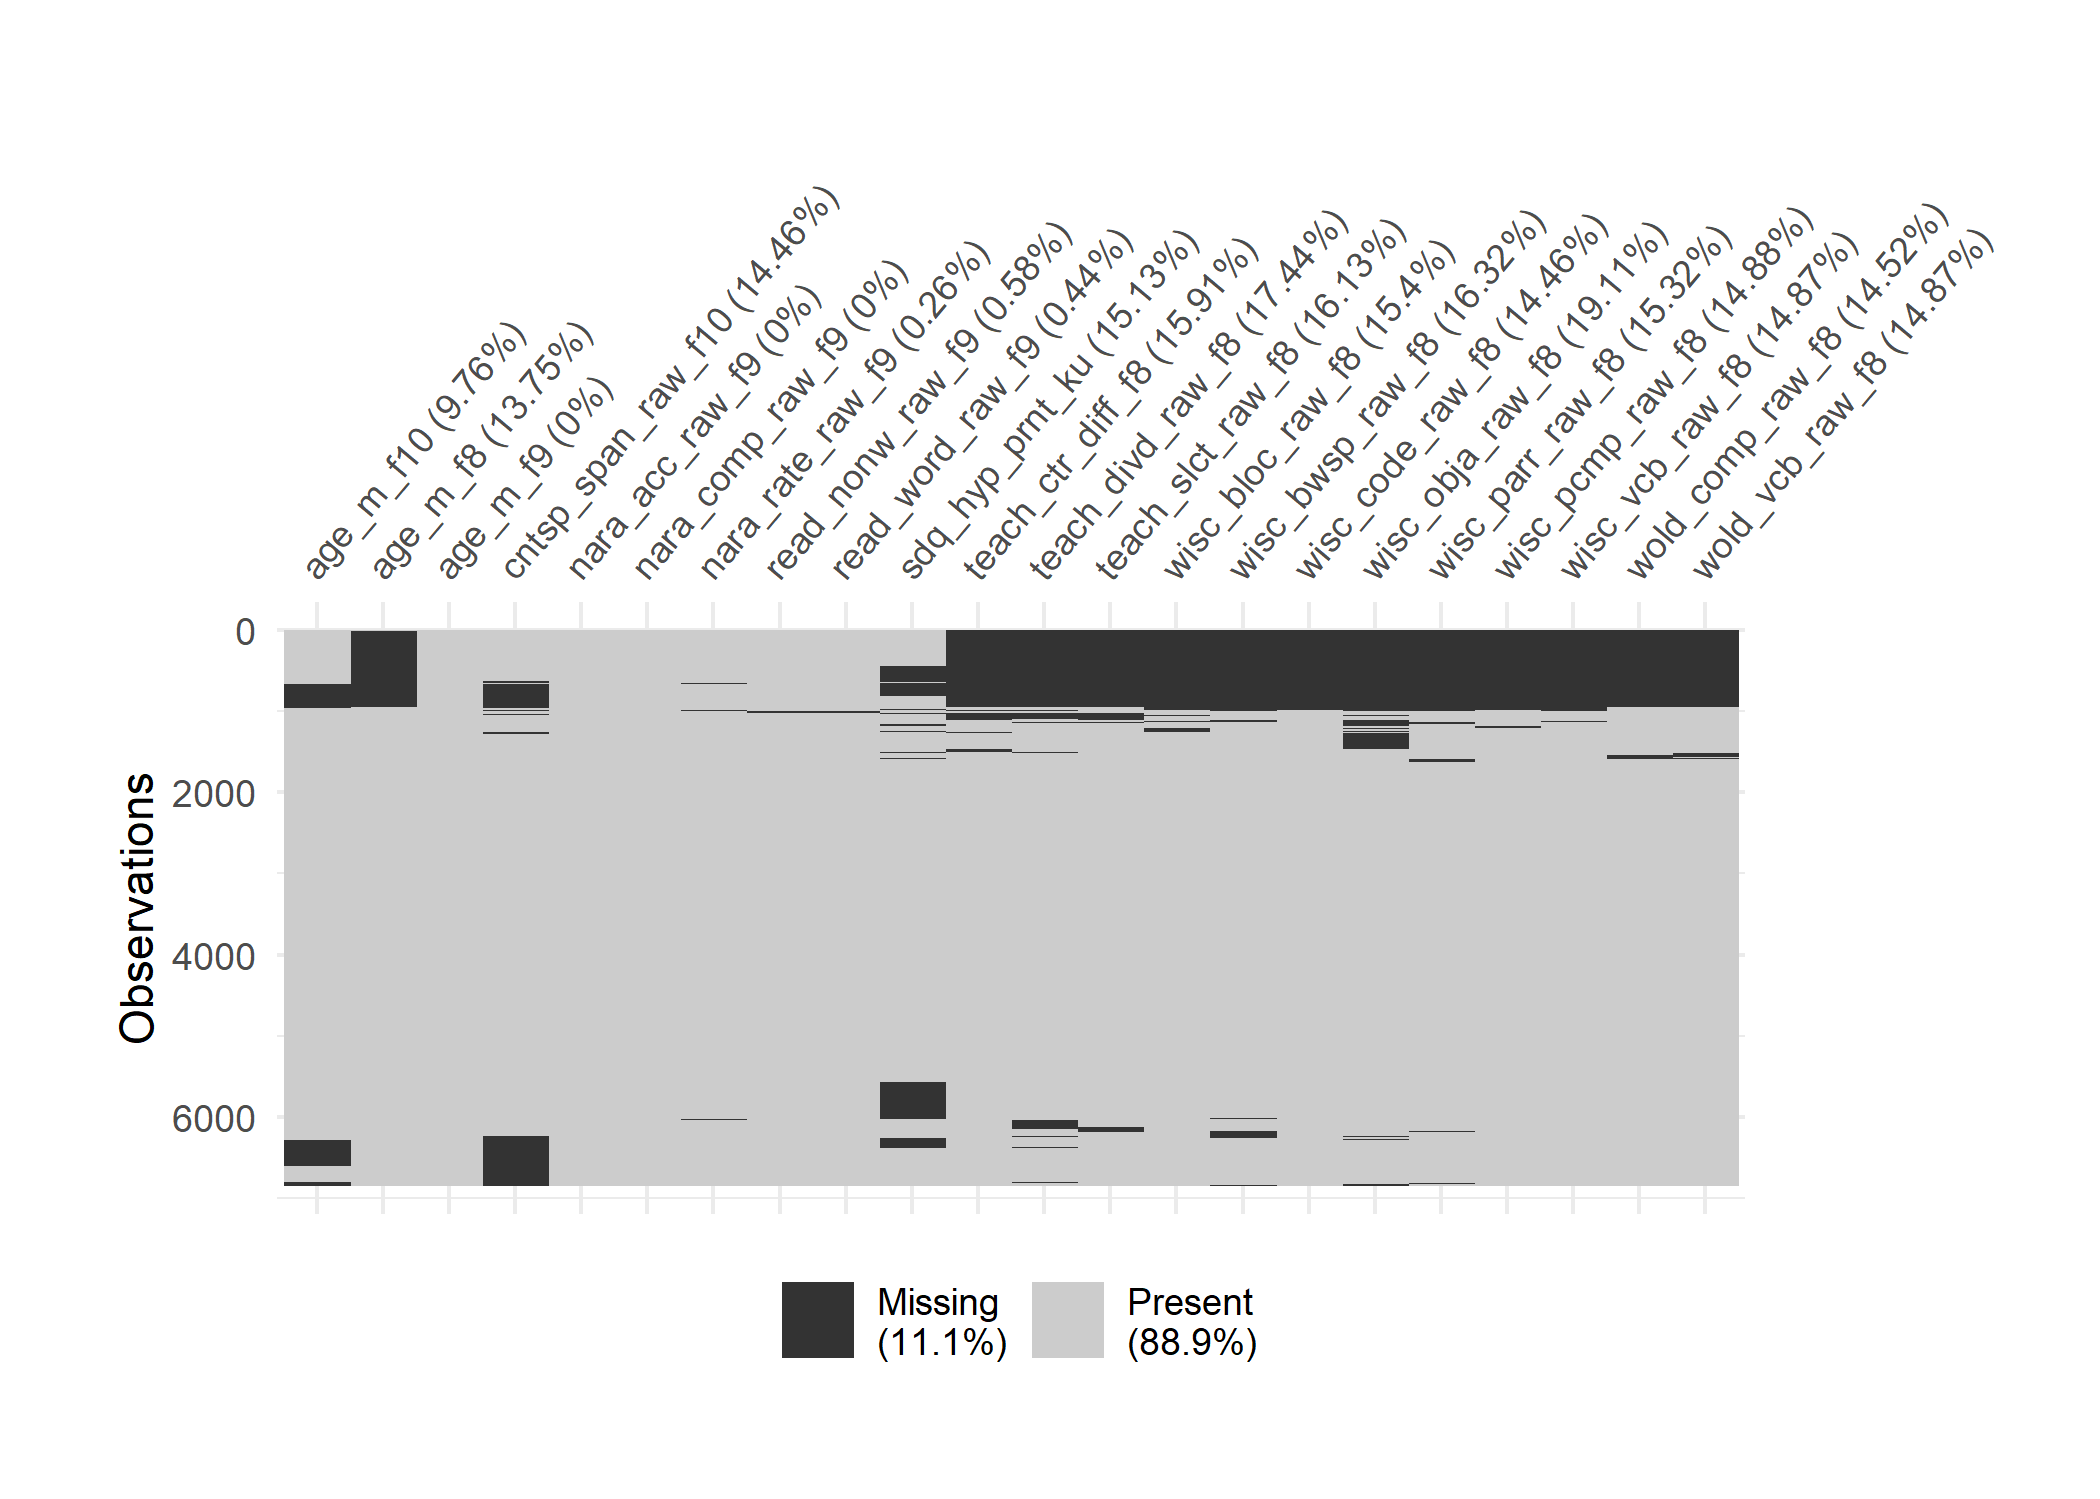 age_m_f10 (9.76%)
age_m_f8 (13.75%)
age_m_f9 (0%)
cntsp_span_raw_f10 (14.46%)
nara_acc_raw_f9 (0%)
nara_comp_raw_f9 (0%)
nara_rate_raw_f9 (0.26%)
read_nonw_raw_f9 (0.58%)
read_word_raw_f9 (0.44%)
sdq_hyp_prnt_ku (15.13%)
teach_ctr_diff_f8 (15.91%)
teach_divd_raw_f8 (17.44%)
teach_slct_raw_f8 (16.13%)
wisc_bloc_raw_f8 (15.4%)
wisc_bwsp_raw_f8 (16.32%)
wisc_code_raw_f8 (14.46%)
wisc_obja_raw_f8 (19.11%)
wisc_parr_raw_f8 (15.32%)
wisc_pcmp_raw_f8 (14.88%)
wisc_vcb_raw_f8 (14.87%)
wold_comp_raw_f8 (14.52%)
wold_vcb_raw_f8 (14.87%)
0
2000
4000
6000
Observations
Missing
(11.1%)
Present
(88.9%)